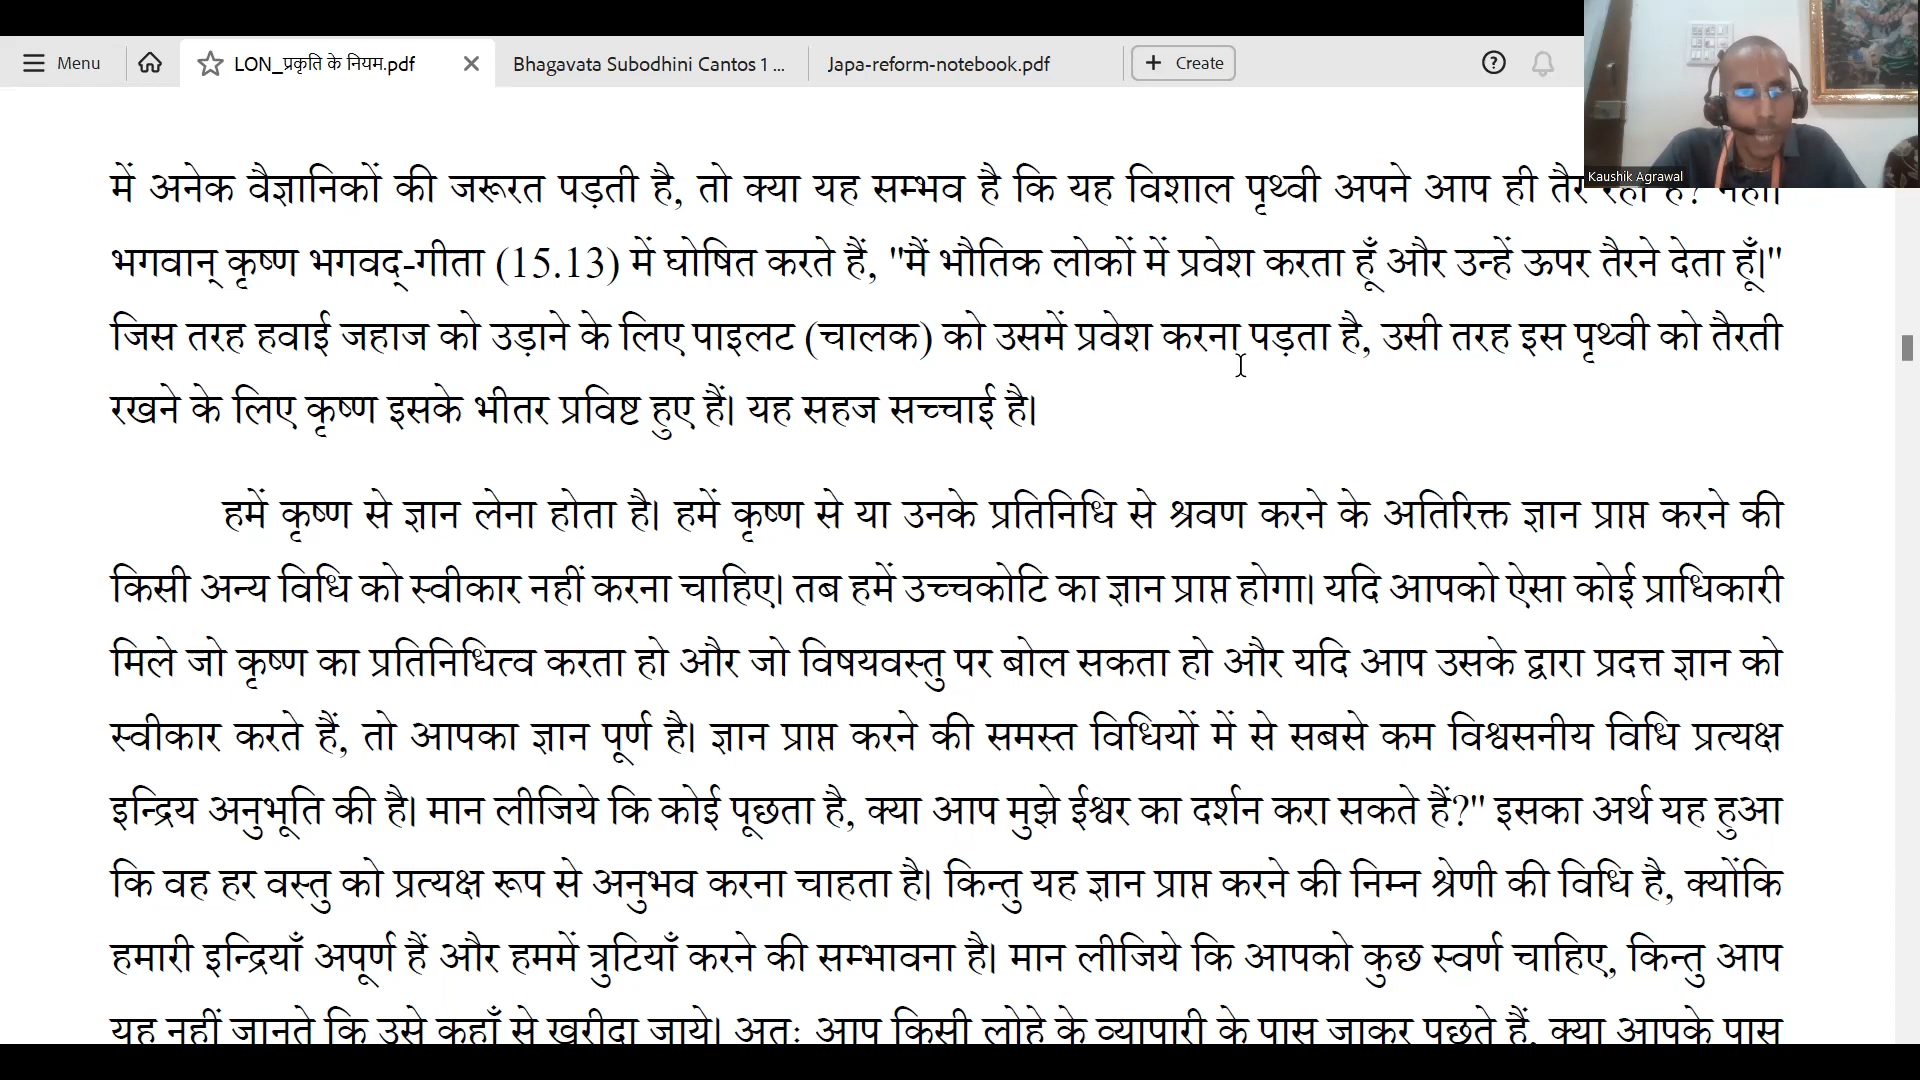 Menu
LON_प्रकृति के नियम.pdf
Bhagavata Subodhini Cantos 1 ...
Japa-reform-notebook.pdf
+ Create
Kaushik Agrawal
में अनेक वैज्ञानिकों की जरूरत पड़ती है, तो क्या यह सम्भव है कि यह विशाल पृथ्वी अपने आप ही तैर रही है? नहीं।
भगवान् कृष्ण भगवद्-गीता (15.13) में घोषित करते हैं, "मैं भौतिक लोकों में प्रवेश करता हूँ और उन्हें ऊपर तैरने देता हूँ।"
जिस तरह हवाई जहाज को उड़ाने के लिए पाइलट (चालक) को उसमें प्रवेश करना पड़ता है, उसी तरह इस पृथ्वी को तैरती
रखने के लिए कृष्ण इसके भीतर प्रविष्ट हुए हैं। यह सहज सच्चाई है।
हमें कृष्ण से ज्ञान लेना होता है। हमें कृष्ण से या उनके प्रतिनिधि से श्रवण करने के अतिरिक्त ज्ञान प्राप्त करने की
किसी अन्य विधि को स्वीकार नहीं करना चाहिए। तब हमें उच्चकोटि का ज्ञान प्राप्त होगा। यदि आपको ऐसा कोई प्राधिकारी
मिले जो कृष्ण का प्रतिनिधित्व करता हो और जो विषयवस्तु पर बोल सकता हो और यदि आप उसके द्वारा प्रदत्त ज्ञान को
स्वीकार करते हैं, तो आपका ज्ञान पूर्ण है। ज्ञान प्राप्त करने की समस्त विधियों में से सबसे कम विश्वसनीय विधि प्रत्यक्ष
इन्द्रिय अनुभूति की है। मान लीजिये कि कोई पूछता है, क्या आप मुझे ईश्वर का दर्शन करा सकते हैं?" इसका अर्थ यह हुआ
कि वह हर वस्तु को प्रत्यक्ष रूप से अनुभव करना चाहता है। किन्तु यह ज्ञान प्राप्त करने की निम्न श्रेणी की विधि है, क्योंकि
हमारी इन्द्रियाँ अपूर्ण हैं और हममें त्रुटियाँ करने की सम्भावना है। मान लीजिये कि आपको कुछ स्वर्ण चाहिए, किन्तु आप
यह नहीं जानते कि उसे कहाँ से खरीदा जाये। अतः आप किसी लोहे के व्यापारी के पास जाकर पूछते हैं, क्या आपके पास